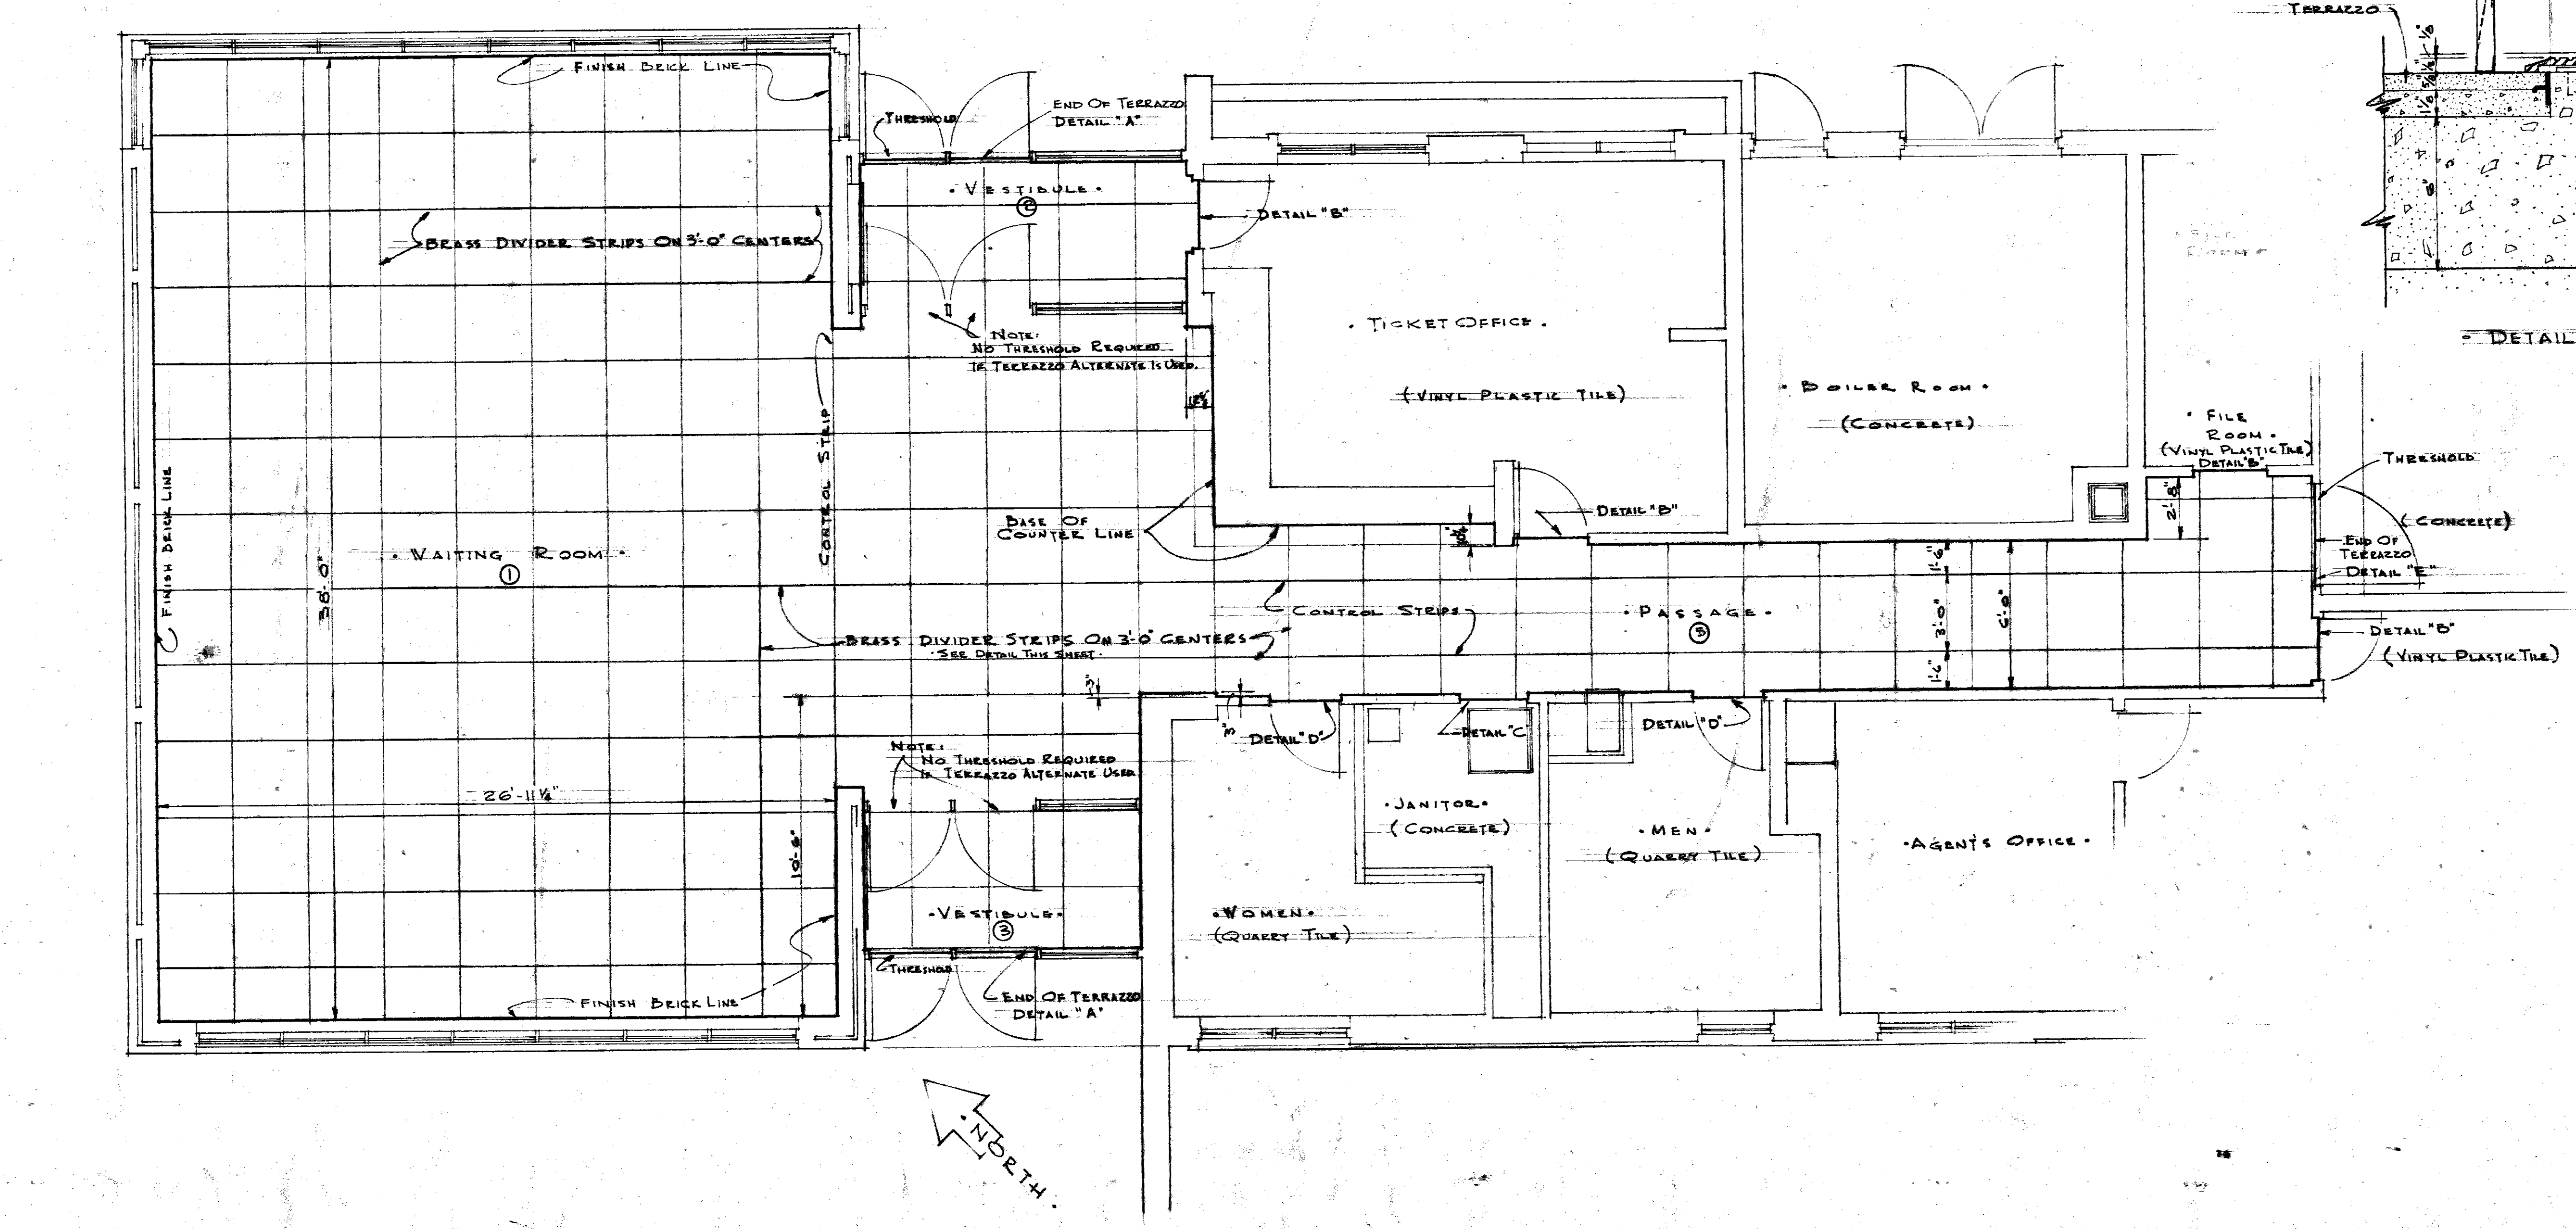 TERRAZZO
FINISH BRICK LINE
THRESHOLD
END OF TERRAZZO
DETAIL "A"
• VESTIBULE •
2
DETAIL "B"
BRASS DIVIDER STRIPS ON 3'-0" CENTERS
NOTE:
NO THRESHOLD REQUIRED
IF TERRAZZO ALTERNATE IS USED.
• TICKET OFFICE •
(VINYL PLASTIC TILE)
• BOILER ROOM •
(CONCRETE)
ROOM •
• DETAIL
• FILE
ROOM •
(VINYL PLASTIC TILE)
DETAIL "B"
THRESHOLD
2'-8"
(CONCRETE)
END OF
TERRAZZO
DETAIL "E"
DETAIL "B"
(VINYL PLASTIC TILE)
CONTROL STRIP
FINISH BRICK LINE
BASE OF
COUNTER LINE
DETAIL "B"
• WAITING ROOM •
1
38'-0"
CONTROL STRIPS
• PASSAGE •
1'-6"
3'-0"
1'-6"
6'-0"
BRASS DIVIDER STRIPS ON 3'-0" CENTERS
• SEE DETAIL THIS SHEET •
3"
3"
DETAIL "D"
DETAIL "C"
DETAIL "D"
NOTE:
NO THRESHOLD REQUIRED
IF TERRAZZO ALTERNATE USED
26'-11¼"
10'-6"
• JANITOR •
(CONCRETE)
• MEN •
(QUARRY TILE)
• AGENT'S OFFICE •
• VESTIBULE •
3
• WOMEN •
(QUARRY TILE)
THRESHOLD
FINISH BRICK LINE
END OF TERRAZZO
DETAIL "A"
• NORTH •